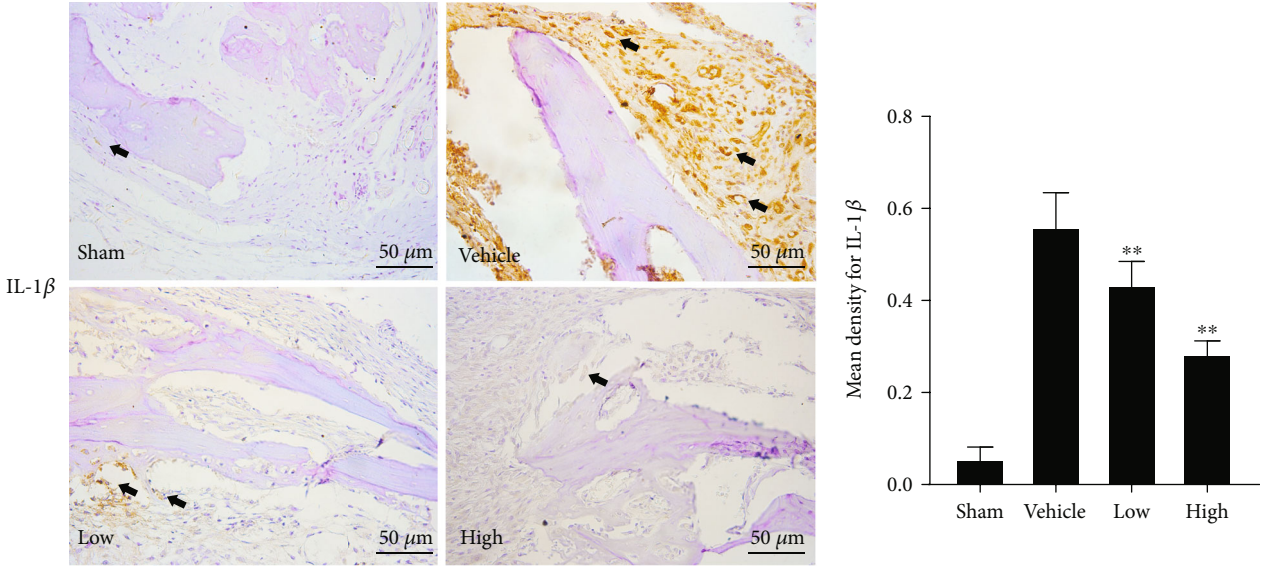 IL-1β
Sham
50 μm
Vehicle
50 μm
Low
50 μm
High
50 μm
Mean density for IL-1β
0.8
0.6
0.4
0.2
0.0
**
**
Sham Vehicle Low High